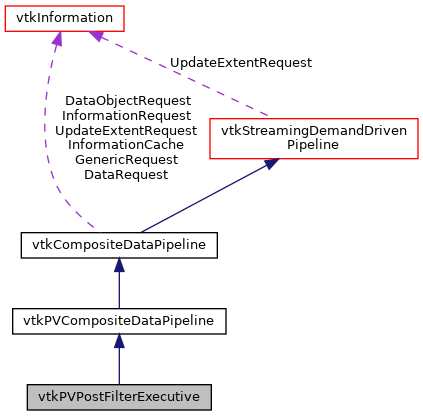 vtkInformation
UpdateExtentRequest
DataObjectRequest
InformationRequest
UpdateExtentRequest
InformationCache
GenericRequest
DataRequest
vtkStreamingDemandDriven
Pipeline
vtkCompositeDataPipeline
vtkPVCompositeDataPipeline
vtkPVPostFilterExecutive